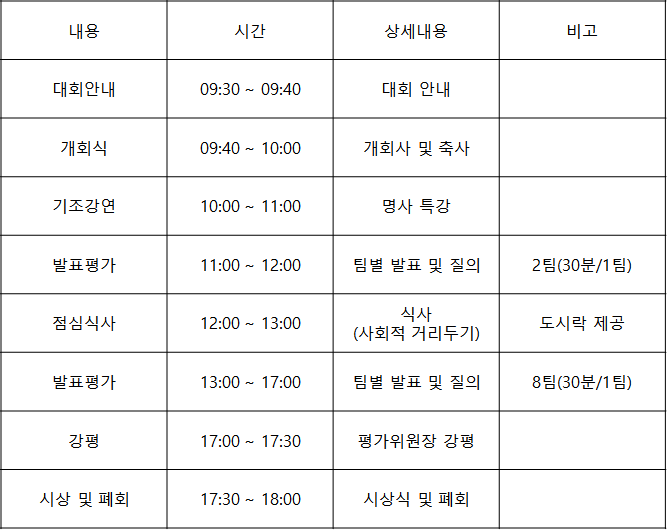 내용 시간 상세내용 비고
대회안내 09:30 ~ 09:40 대회 안내
개회식 09:40 ~ 10:00 개회사 및 축사
기조강연 10:00 ~ 11:00 명사 특강
발표평가 11:00 ~ 12:00 팀별 발표 및 질의 2팀(30분/1팀)
점심식사 12:00 ~ 13:00 식사
(사회적 거리두기) 도시락 제공
발표평가 13:00 ~ 17:00 팀별 발표 및 질의 8팀(30분/1팀)
강평 17:00 ~ 17:30 평가위원장 강평
시상 및 폐회 17:30 ~ 18:00 시상식 및 폐회